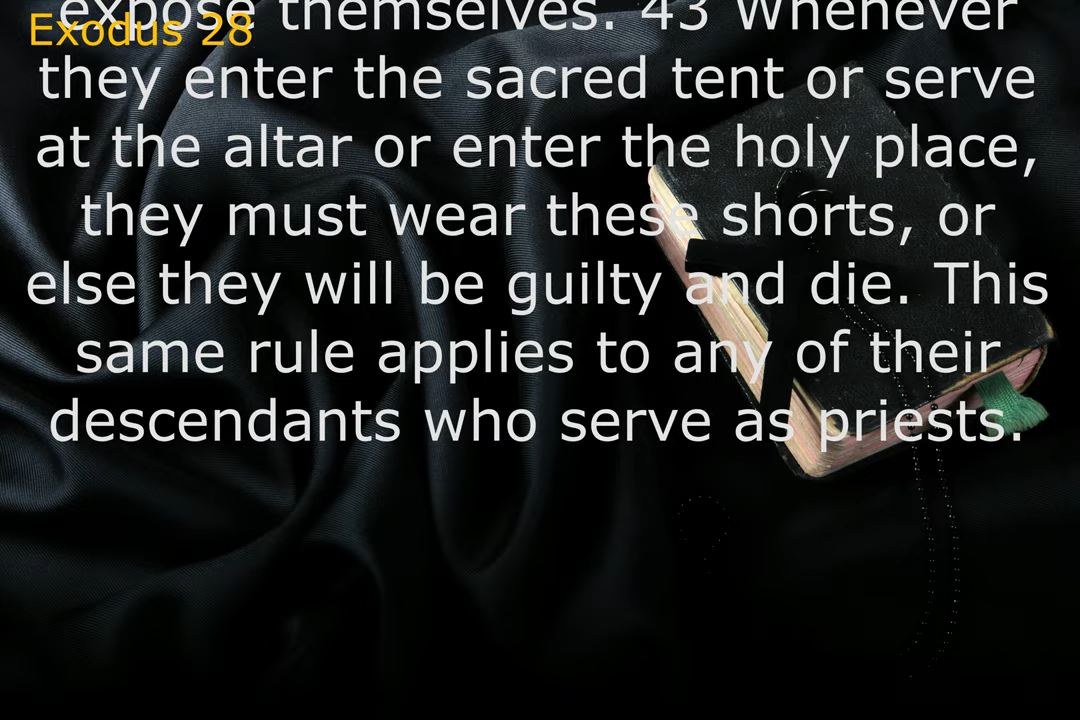 expose themselves. 43 Whenever
Exodus 28
they enter the sacred tent or serve
at the altar or enter the holy place,
they must wear these shorts, or
else they will be guilty and die. This
same rule applies to any of their
descendants who serve as priests.